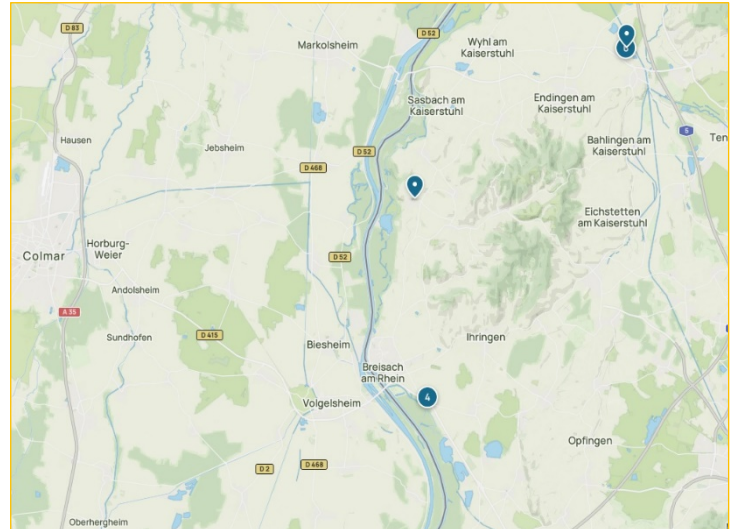 D 83
D 52
Markolsheim
Wyhl am
Kaiserstuhl
Sasbach am
Kaiserstuhl
Endingen am
Kaiserstuhl
Hausen
Jebsheim
D 52
D 468
5
Bahlingen am
Kaiserstuhl
Ten
Eichstetten
am Kaiserstuhl
Colmar
Horburg-
Weier
D 52
Andolsheim
A 35
Sundhofen
D 415
Biesheim
Ihringen
Breisach
am Rhein
4
Volgelsheim
Opfingen
D 2
D 468
Oberhergheim